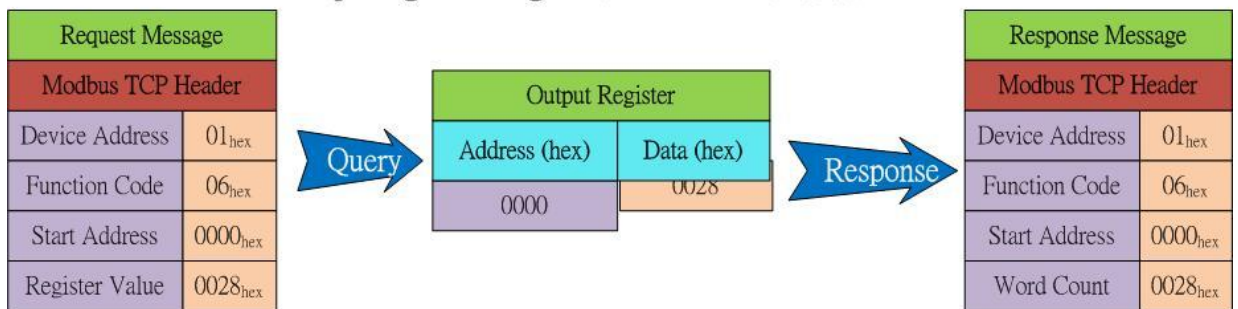 Request Message
Modbus TCP Header
Device Address 01hex
Function Code 06hex
Start Address 0000hex
Register Value 0028hex
Query
Output Register
Address (hex) Data (hex)
0000 0028
Response
Response Message
Modbus TCP Header
Device Address 01hex
Function Code 06hex
Start Address 0000hex
Word Count 0028hex